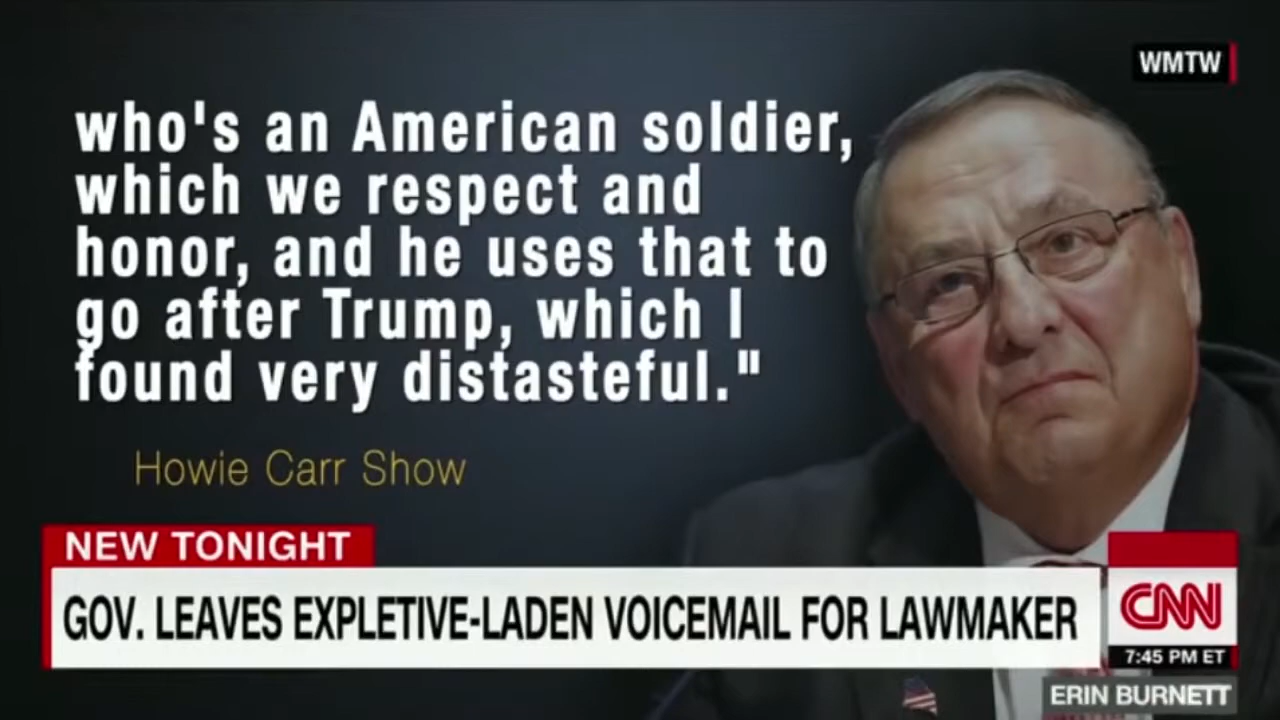 WMTW
who's an American soldier,
which we respect and
honor, and he uses that to
go after Trump, which I
found very distasteful."
Howie Carr Show
NEW TONIGHT
GOV. LEAVES EXPLETIVE-LADEN VOICEMAIL FOR LAWMAKER
CNN
7:45 PM ET
ERIN BURNETT